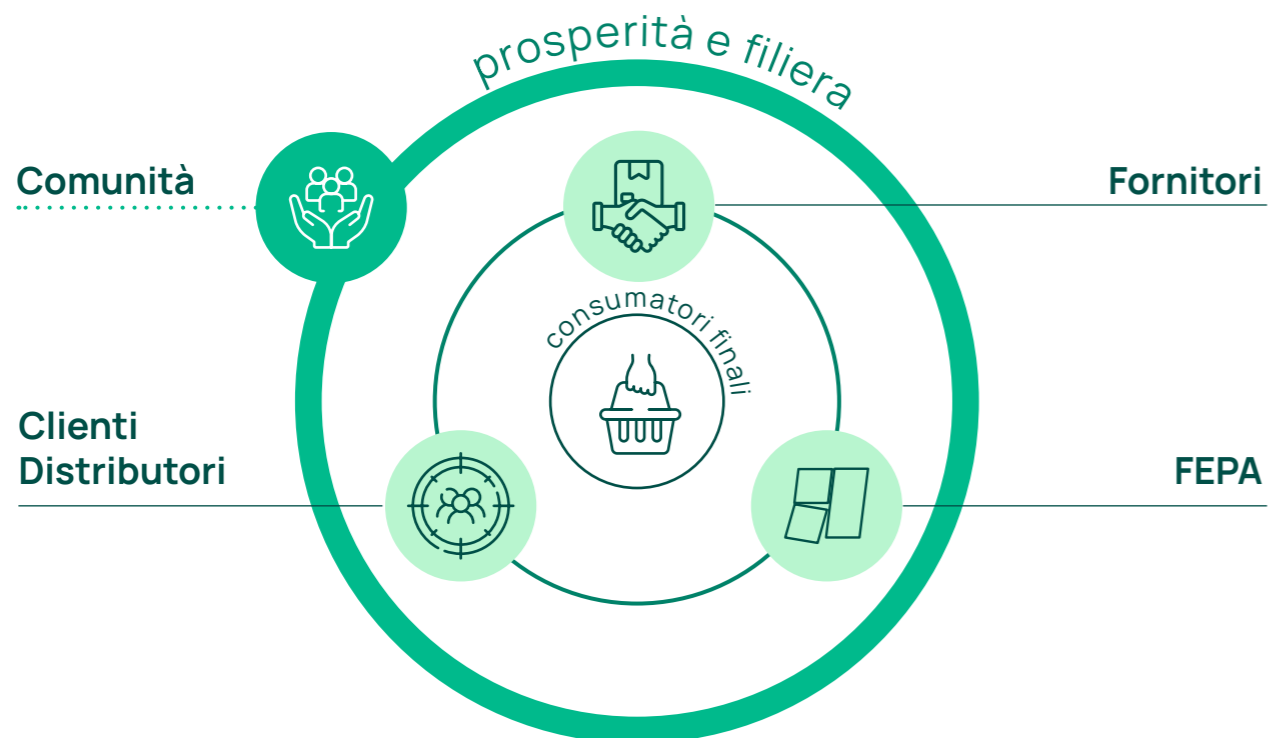 prosperità e filiera
Comunità
Fornitori
consumatori finali
Clienti
Distributori
FEPA